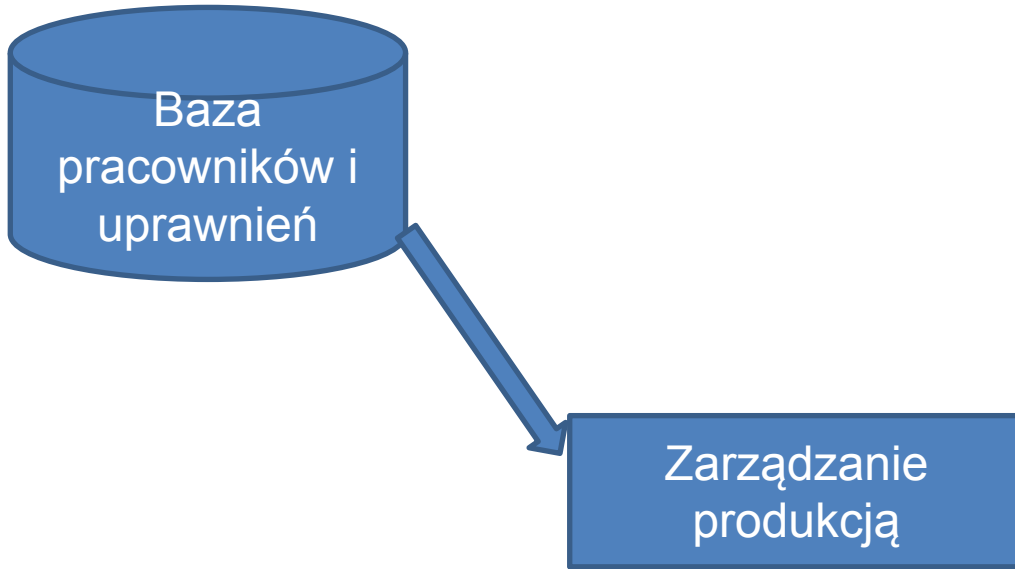 Baza
pracowników i
uprawnień
Zarządzanie
produkcją